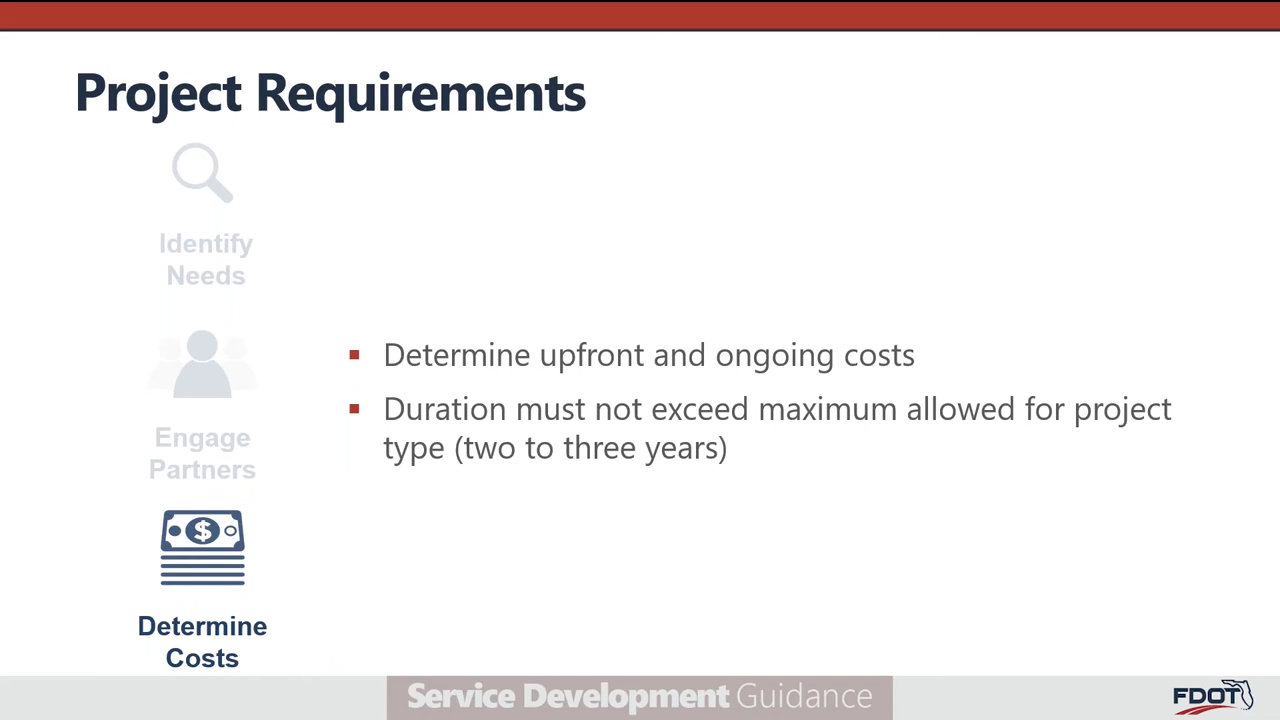 Project Requirements
Identify
Needs
Engage
Partners
Determine
Costs
▪ Determine upfront and ongoing costs
▪ Duration must not exceed maximum allowed for project
type (two to three years)
Service Development Guidance
FDOT